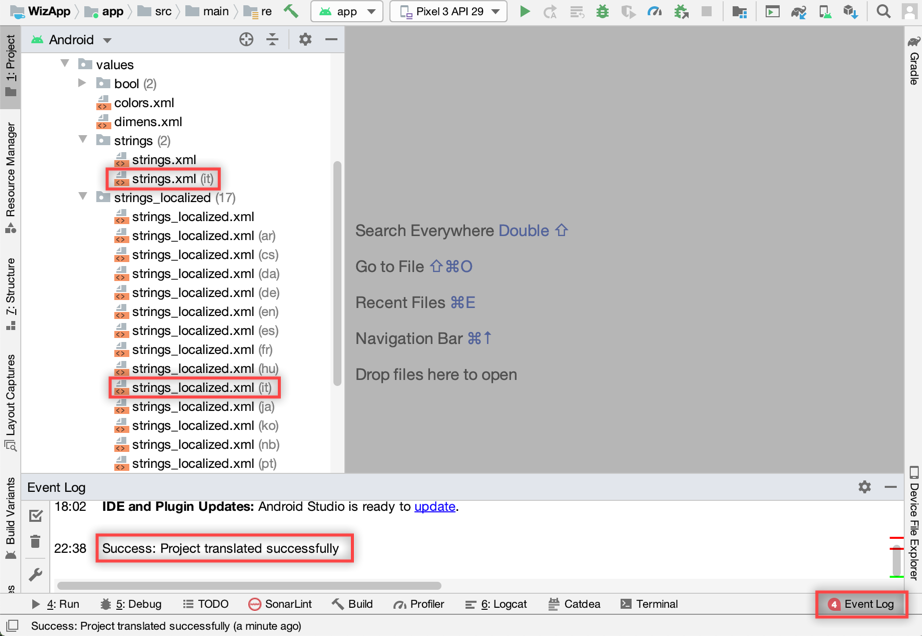 WizApp app src main re app Pixel 3 API 29
Android
1: Project
Resource Manager
Z: Structure
Layout Captures
Build Variants
values
bool (2)
colors.xml
dimens.xml
strings (2)
strings.xml
strings.xml (it)
strings_localized (17)
strings_localized.xml
strings_localized.xml (ar)
strings_localized.xml (cs)
strings_localized.xml (da)
strings_localized.xml (de)
strings_localized.xml (en)
strings_localized.xml (es)
strings_localized.xml (fr)
strings_localized.xml (hu)
strings_localized.xml (it)
strings_localized.xml (ja)
strings_localized.xml (ko)
strings_localized.xml (nb)
strings_localized.xml (pt)
Search Everywhere Double ⇧
Go to File ⇧⌘O
Recent Files ⌘E
Navigation Bar ⌘↑
Drop files here to open
Gradle
Device File Explorer
Event Log
18:02 IDE and Plugin Updates: Android Studio is ready to update.
22:38 Success: Project translated successfully
4: Run 5: Debug TODO SonarLint Build Profiler 6: Logcat Catdea Terminal 4 Event Log
Success: Project translated successfully (a minute ago)